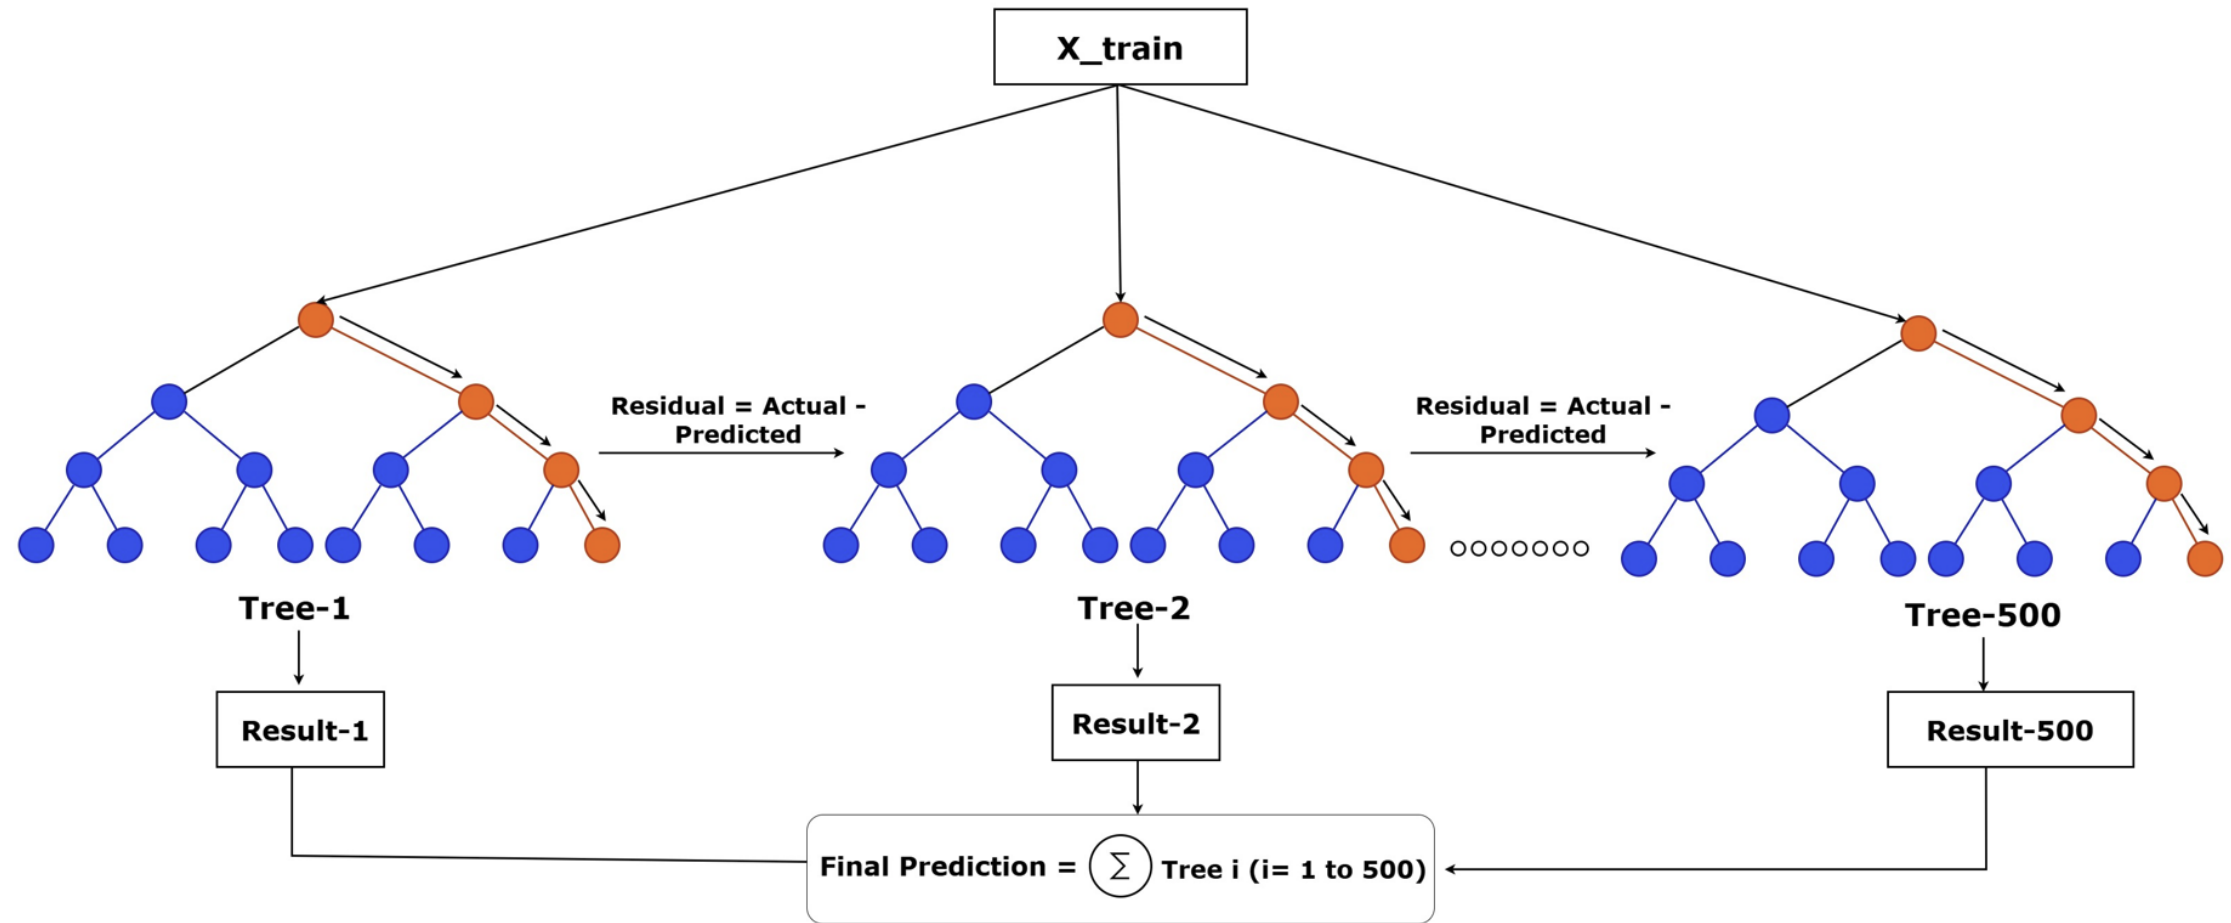 X_train
Residual = Actual -
Predicted
Residual = Actual -
Predicted
Tree-1
Tree-2
Tree-500
Result-1
Result-2
Result-500
Final Prediction = Σ Tree i (i= 1 to 500)